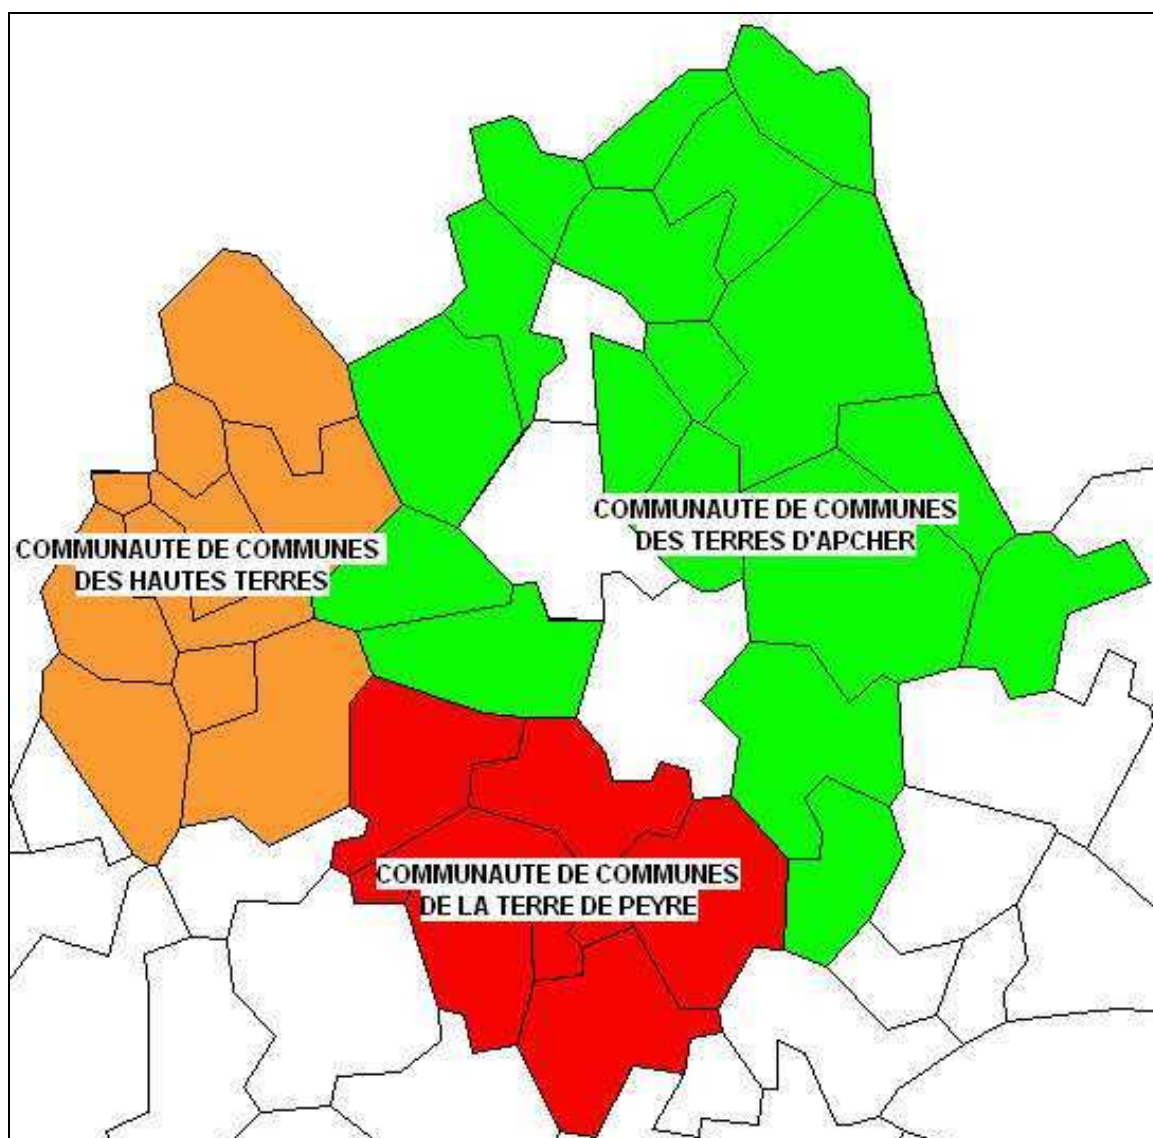 COMMUNAUTE DE COMMUNES
DES TERRES D'APCHER
COMMUNAUTE DE COMMUNES
DES HAUTES TERRES
COMMUNAUTE DE COMMUNES
DE LA TERRE DE PEYRE